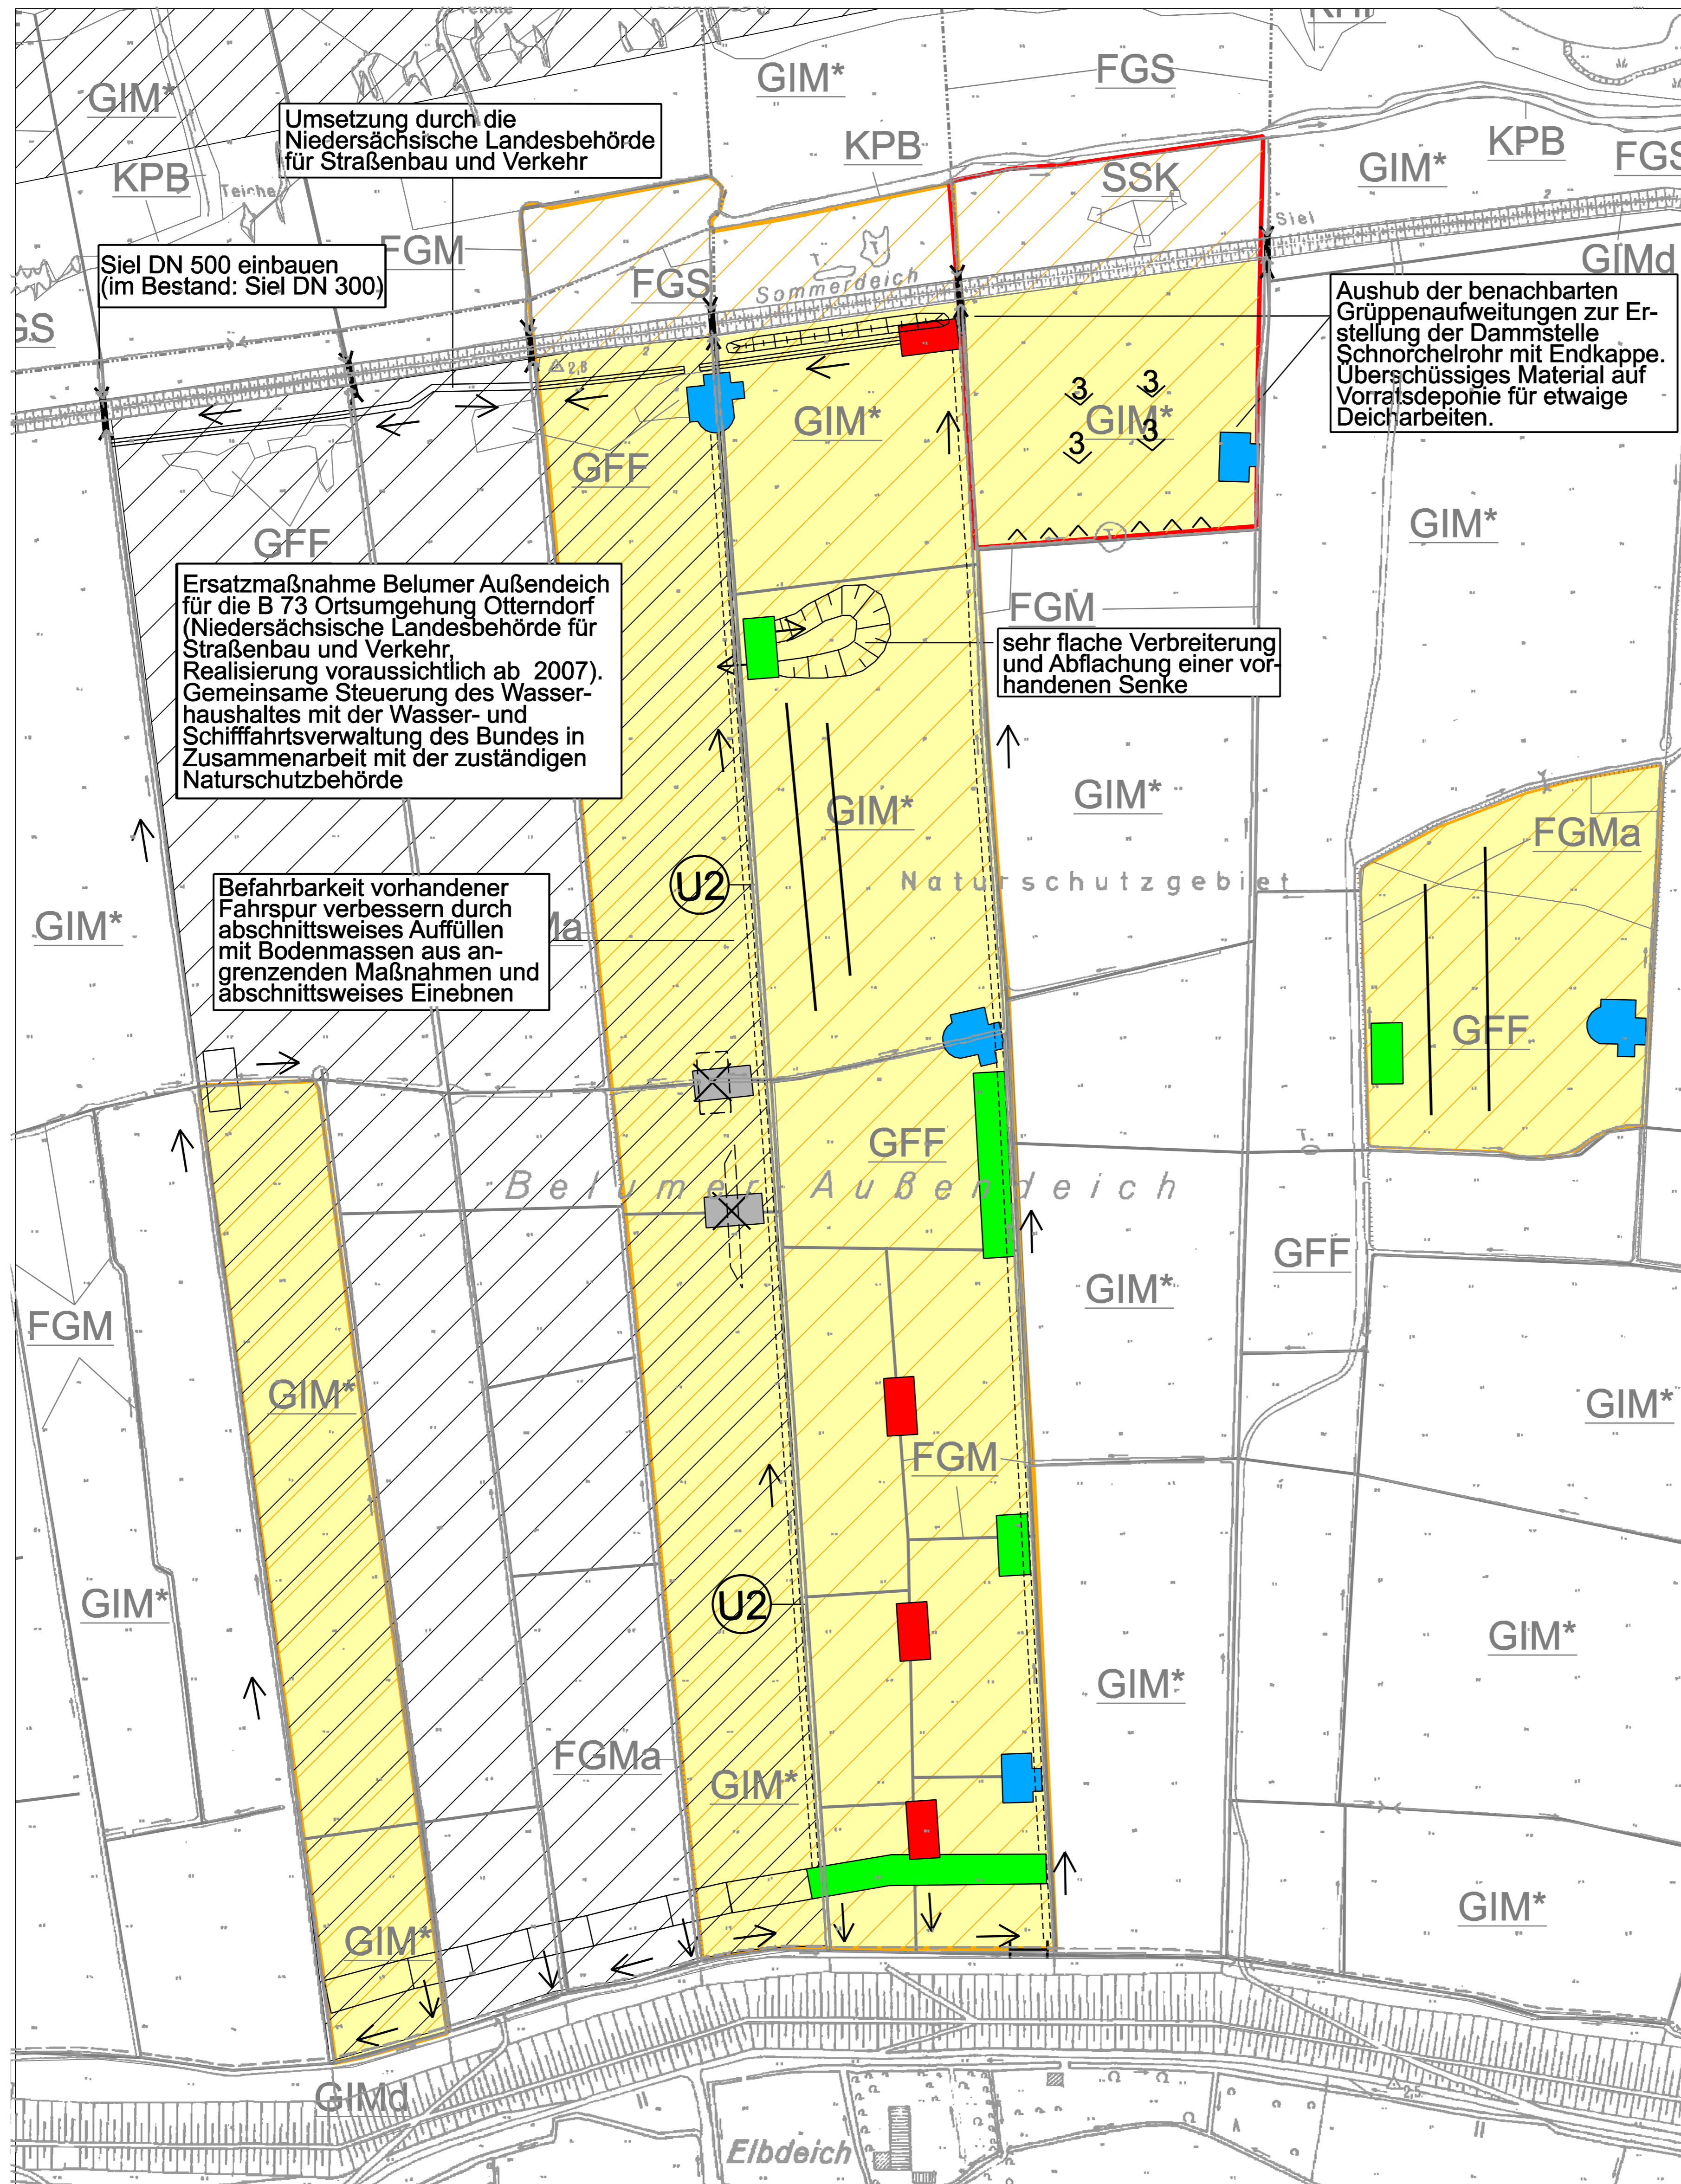 Teiche
GIM*
GIM*
FGS
Umsetzung durch die
Niedersächsische Landesbehörde
für Straßenbau und Verkehr
KPB
KPB
GIM*
KPB
FGS
Teiche
SSK
Siel
2
FGM
Siel DN 500 einbauen
(im Bestand: Siel DN 300)
FGS
T.
T
Sommerdeich
GIMd
Aushub der benachbarten
Grüppenaufweitungen zur Er-
stellung der Dammstelle
Schnorchelrohr mit Endkappe.
Überschüssiges Material auf
Vorratsdeponie für etwaige
Deicharbeiten.
GS
2
2,8
3
3
GIM*
GIM*
3
3
GFF
GFF
GIM*
T.
Ersatzmaßnahme Belumer Außendeich
für die B 73 Ortsumgehung Otterndorf
(Niedersächsische Landesbehörde für
Straßenbau und Verkehr,
Realisierung voraussichtlich ab 2007).
Gemeinsame Steuerung des Wasser-
haushaltes mit der Wasser- und
Schifffahrtsverwaltung des Bundes in
Zusammenarbeit mit der zuständigen
Naturschutzbehörde
FGM
sehr flache Verbreiterung
und Abflachung einer vor-
handenen Senke
GIM*
GIM*
FGMa
U2
Naturschutzgebiet
Befahrbarkeit vorhandener
Fahrspur verbessern durch
abschnittsweises Auffüllen
mit Bodenmassen aus an-
grenzenden Maßnahmen und
abschnittsweises Einebnen
Ma
GIM*
GFF
GFF
T.
Belumer Außendeich
GFF
GIM*
FGM
GIM*
GIM*
FGM
GIM*
U2
GIM*
GIM*
FGMa
GIM*
GIM*
GIM*
GIM*
GIMd
2,5
Elbdeich